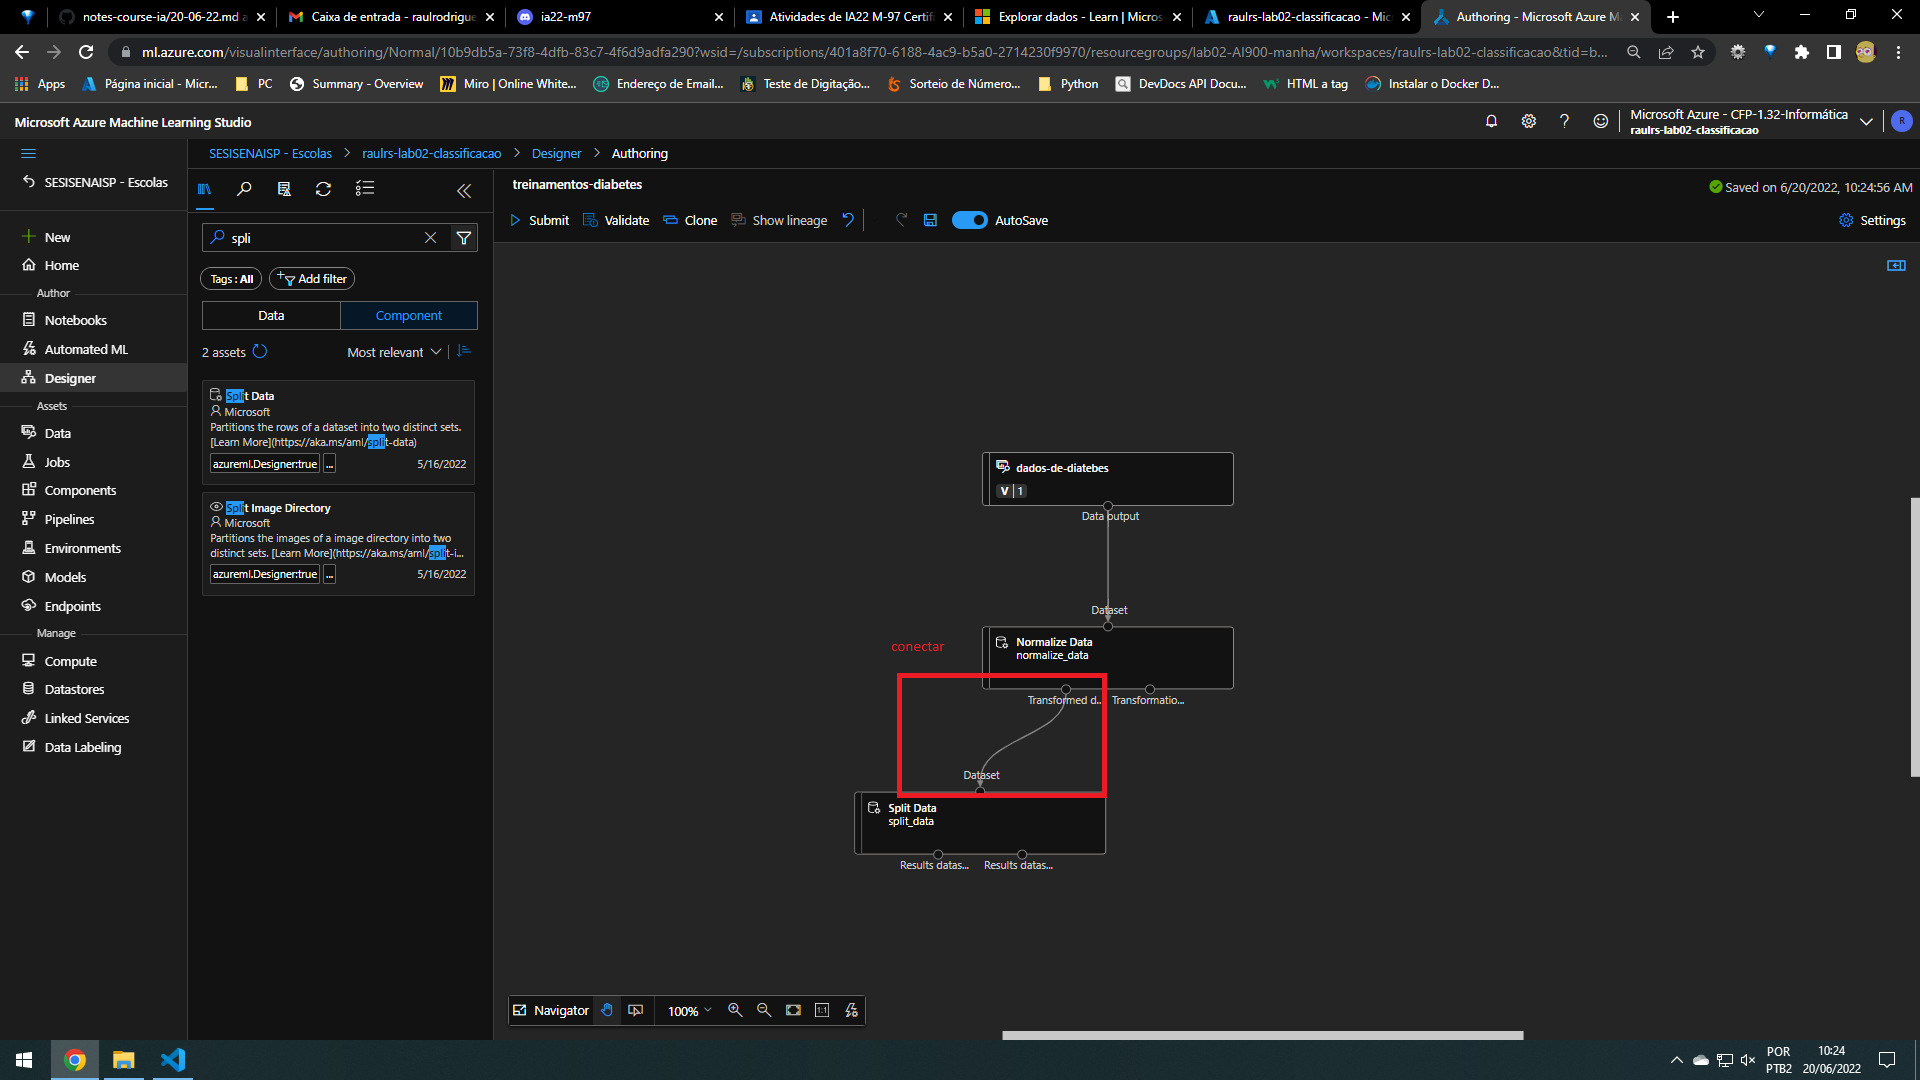 notes-course-ia/20-06-22.md a
Caixa de entrada - raulrodrigue
ia22-m97
Atividades de IA22 M-97 Certifi
Explorar dados - Learn | Micros
raulrs-lab02-classificacao - Mic
Authoring - Microsoft Azure Ma
ml.azure.com/visualinterface/authoring/Normal/10b9db5a-73f8-4dfb-83c7-4f6d9adfa290?wsid=/subscriptions/401a8f70-6188-4ac9-b5a0-2714230f9970/resourcegroups/lab02-AI900-manha/workspaces/raulrs-lab02-classificacao&tid=b...
Apps
Página inicial - Micr...
PC
Summary - Overview
Miro | Online White...
Endereço de Email...
Teste de Digitação...
Sorteio de Número...
Python
DevDocs API Docu...
HTML a tag
Instalar o Docker D...
Microsoft Azure Machine Learning Studio
Microsoft Azure - CFP-1.32-Informática
raulrs-lab02-classificacao
R
SESISENAISP - Escolas
New
Home
Author
Notebooks
Automated ML
Designer
Assets
Data
Jobs
Components
Pipelines
Environments
Models
Endpoints
Manage
Compute
Datastores
Linked Services
Data Labeling
SESISENAISP - Escolas > raulrs-lab02-classificacao > Designer > Authoring
spli
Tags : All
Add filter
Data
Component
2 assets
Most relevant
Split Data
Microsoft
Partitions the rows of a dataset into two distinct sets.
[Learn More](https://aka.ms/aml/split-data)
azureml.Designer:true
...
5/16/2022
Split Image Directory
Microsoft
Partitions the images of a image directory into two
distinct sets. [Learn More](https://aka.ms/aml/split-i...
azureml.Designer:true
...
5/16/2022
treinamentos-diabetes
Saved on 6/20/2022, 10:24:56 AM
Submit
Validate
Clone
Show lineage
AutoSave
Settings
dados-de-diatebes
V | 1
Data output
Dataset
Normalize Data
normalize_data
conectar
Transformed d...
Transformatio...
Dataset
Split Data
split_data
Results datas...
Results datas...
Navigator
100%
1:1
POR
PTB2
10:24
20/06/2022